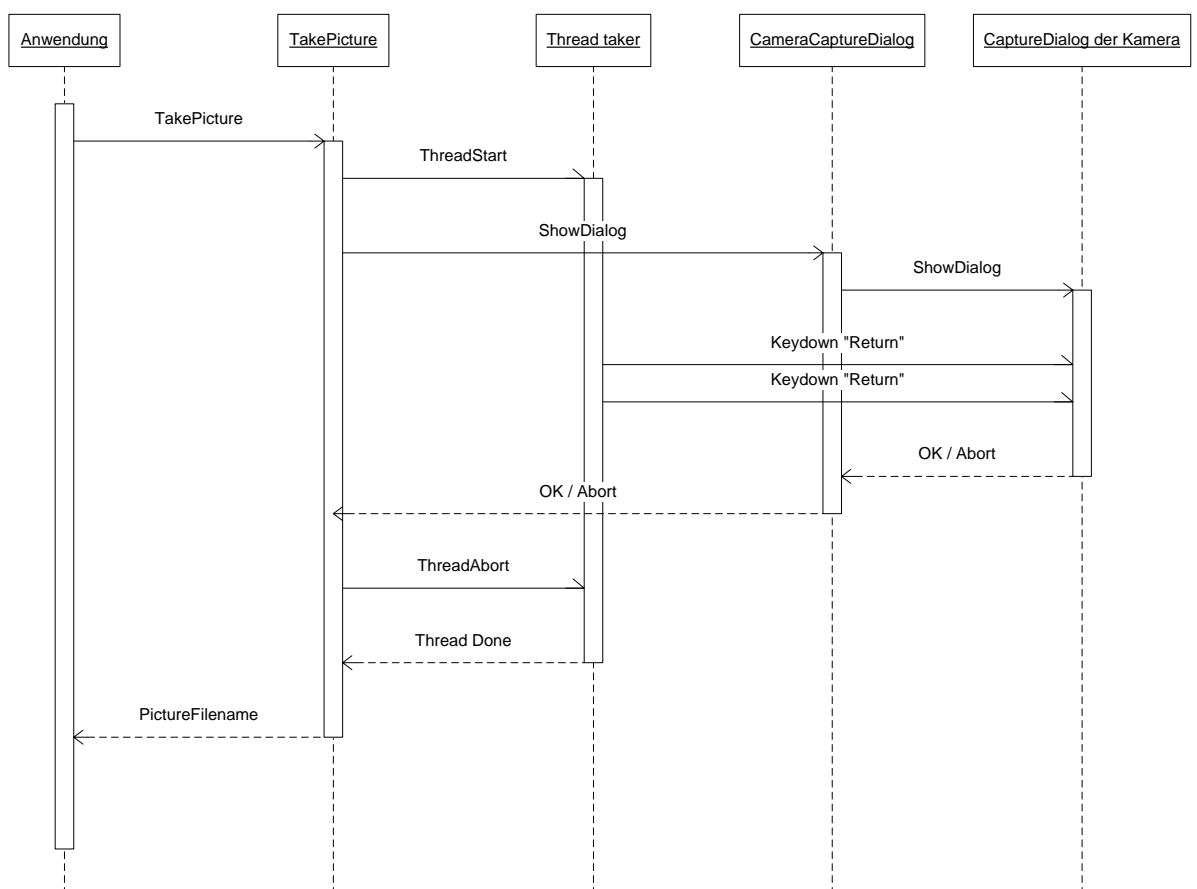 Anwendung
TakePicture
Thread taker
CameraCaptureDialog
CaptureDialog der Kamera
TakePicture
ThreadStart
ShowDialog
ShowDialog
Keydown "Return"
Keydown "Return"
OK / Abort
OK / Abort
ThreadAbort
Thread Done
PictureFilename